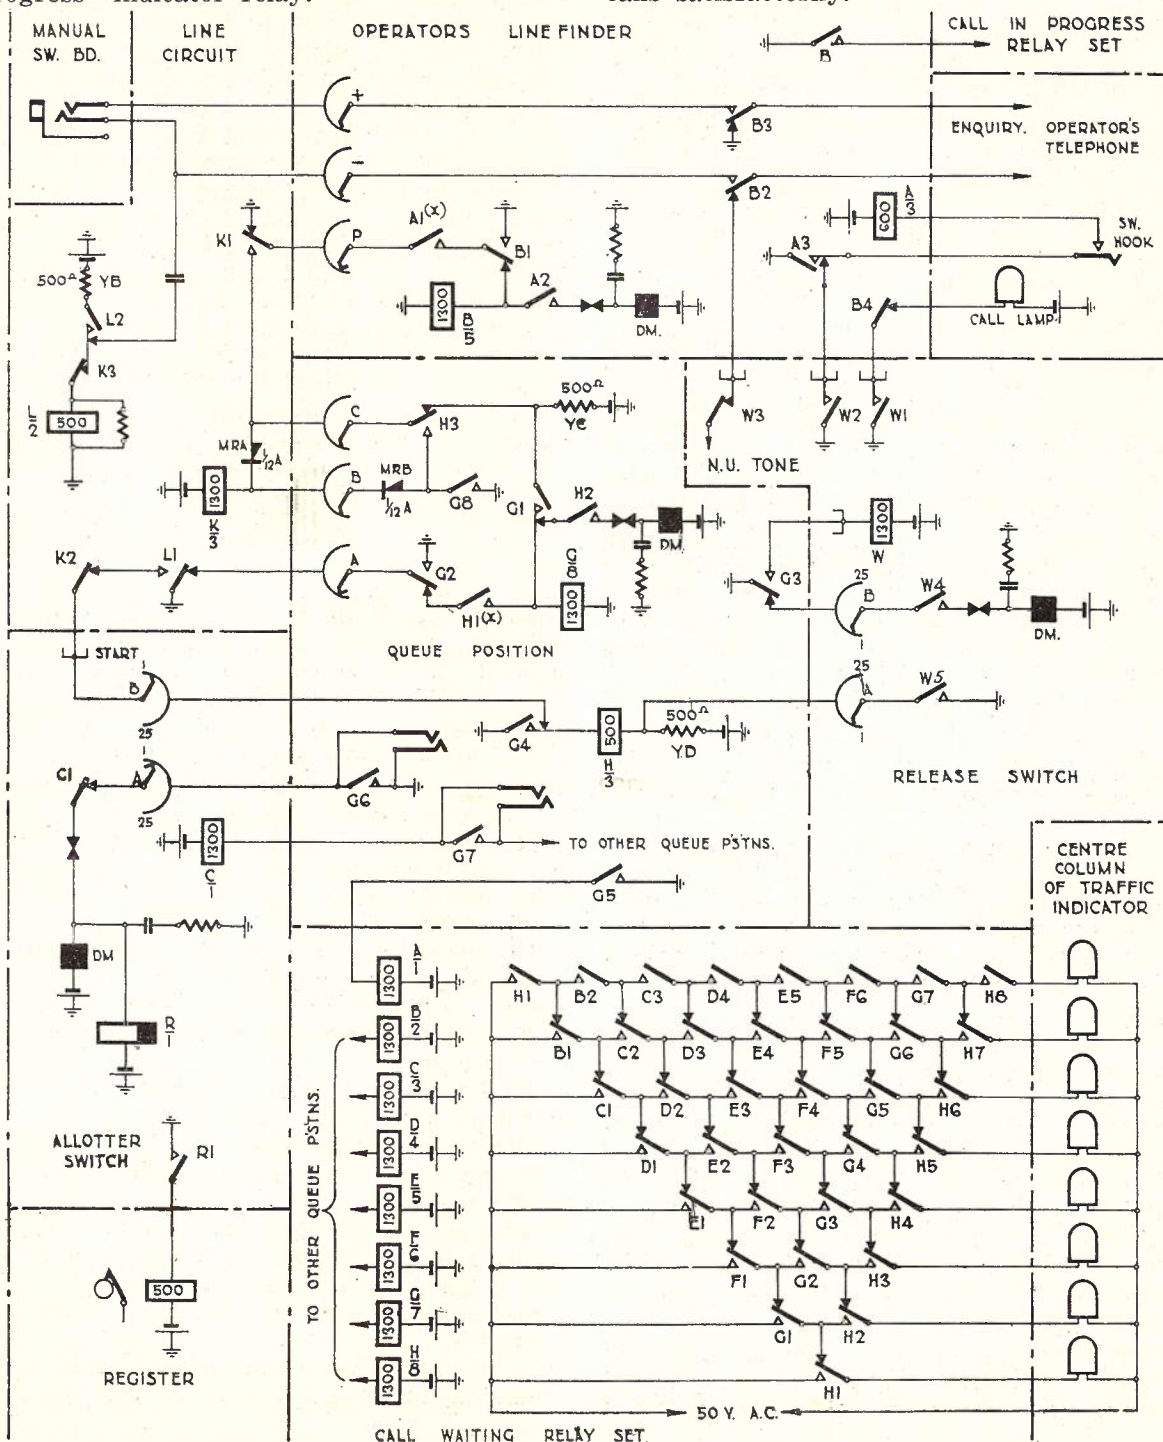 ogress" indicator relay.
MANUAL
SW. BD.
LINE
CIRCUIT
OPERATORS LINE FINDER
B
CALL IN PROGRESS
RELAY SET
+
B3
ENQUIRY. OPERATOR'S
TELEPHONE
−
B2
K1
P
A1(x)
B1
A2
1300
B
5
DM.
600
A
3
SW.
HOOK
A3
B4
CALL LAMP
500Ω
YB
L2
K3
L
2
500
MRA
1/12A
1300
K
3
C
H3
500Ω
YC
B
MRB
1/12A
G8
G1
H2
DM.
W3
N.U. TONE
W2
W1
K2
L1
A
G2
H1(x)
G
8
1300
G3
1300
W
25
B
1
W4
DM.
QUEUE POSITION
START
1
B
25
G4
500
H
3
500Ω
YD
25
A
1
W5
RELEASE SWITCH
C1
1
A
25
G6
1300
C
1
G7
TO OTHER QUEUE P'STNS.
G5
CENTRE
COLUMN
OF TRAFFIC
INDICATOR
DM
R
1
ALLOTTER
SWITCH
R1
500
REGISTER
TO OTHER QUEUE P'STNS.
1300 A 1
H1 B2 C3 D4 E5 F6 G7 H8
1300 B 2
B1 C2 D3 E4 F5 G6 H7
1300 C 3
C1 D2 E3 F4 G5 H6
1300 D 4
D1 E2 F3 G4 H5
1300 E 5
E1 F2 G3 H4
1300 F 6
F1 G2 H3
1300 G 7
G1 H2
1300 H 8
H1
50 V. A.C.
CALL WAITING RELAY SET.